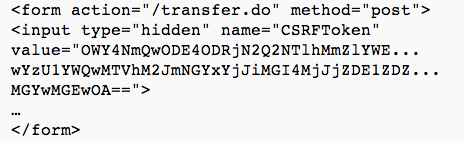 <form action="/transfer.do" method="post">
<input type="hidden" name="CSRFToken"
value="OWY4NmQwODE4ODRjN2Q2NTlhMmZlYWE...
wYzU1YWQwMTVhM2JmNGYxYjJiMGI4MjJjZDE1ZDZ...
MGYwMGEwOA==">
…
</form>